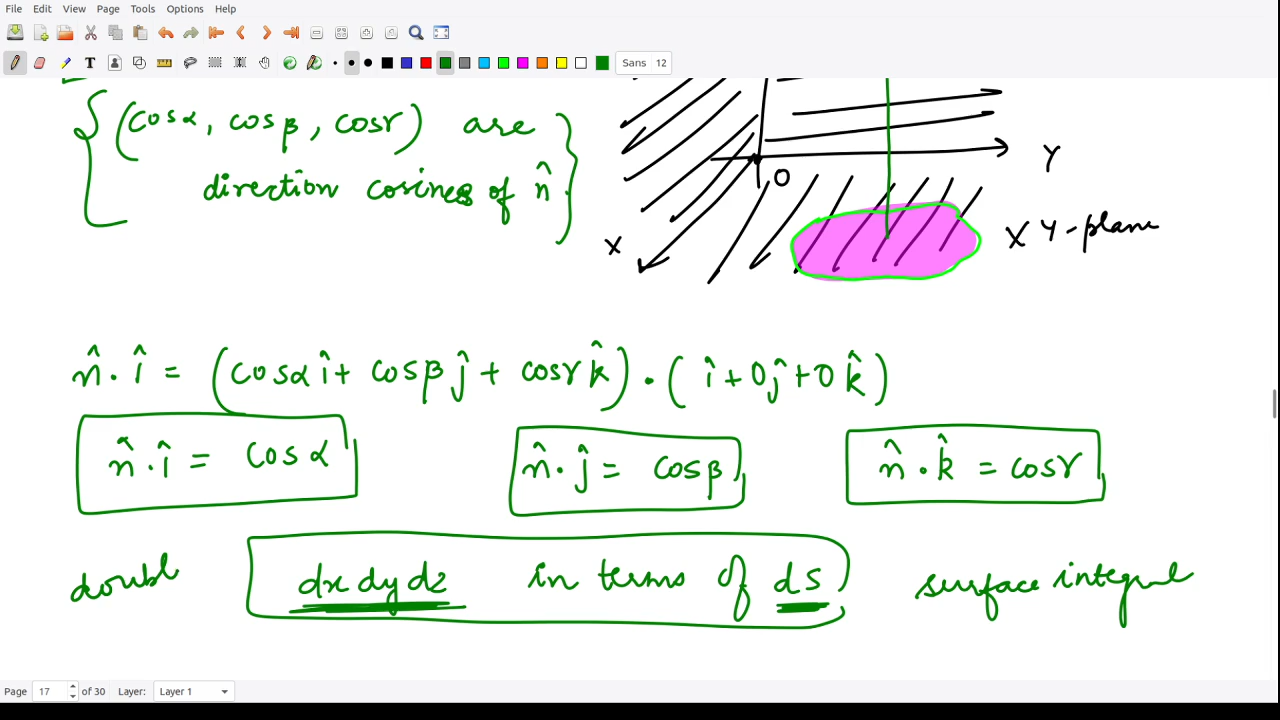 File Edit View Page Tools Options Help
Sans 12
{ (cosα, cosβ, cosγ) are
direction cosines of n̂ }
O
Y
X
XY-plane
n̂·î = (cosα î + cosβ ĵ + cosγ k̂)·(î+0ĵ+0k̂)
n̂·î = cosα
n̂·ĵ = cosβ
n̂·k̂ = cosγ
doubl dxdydz in terms of ds surface integral
Page 17 of 30 Layer: Layer 1